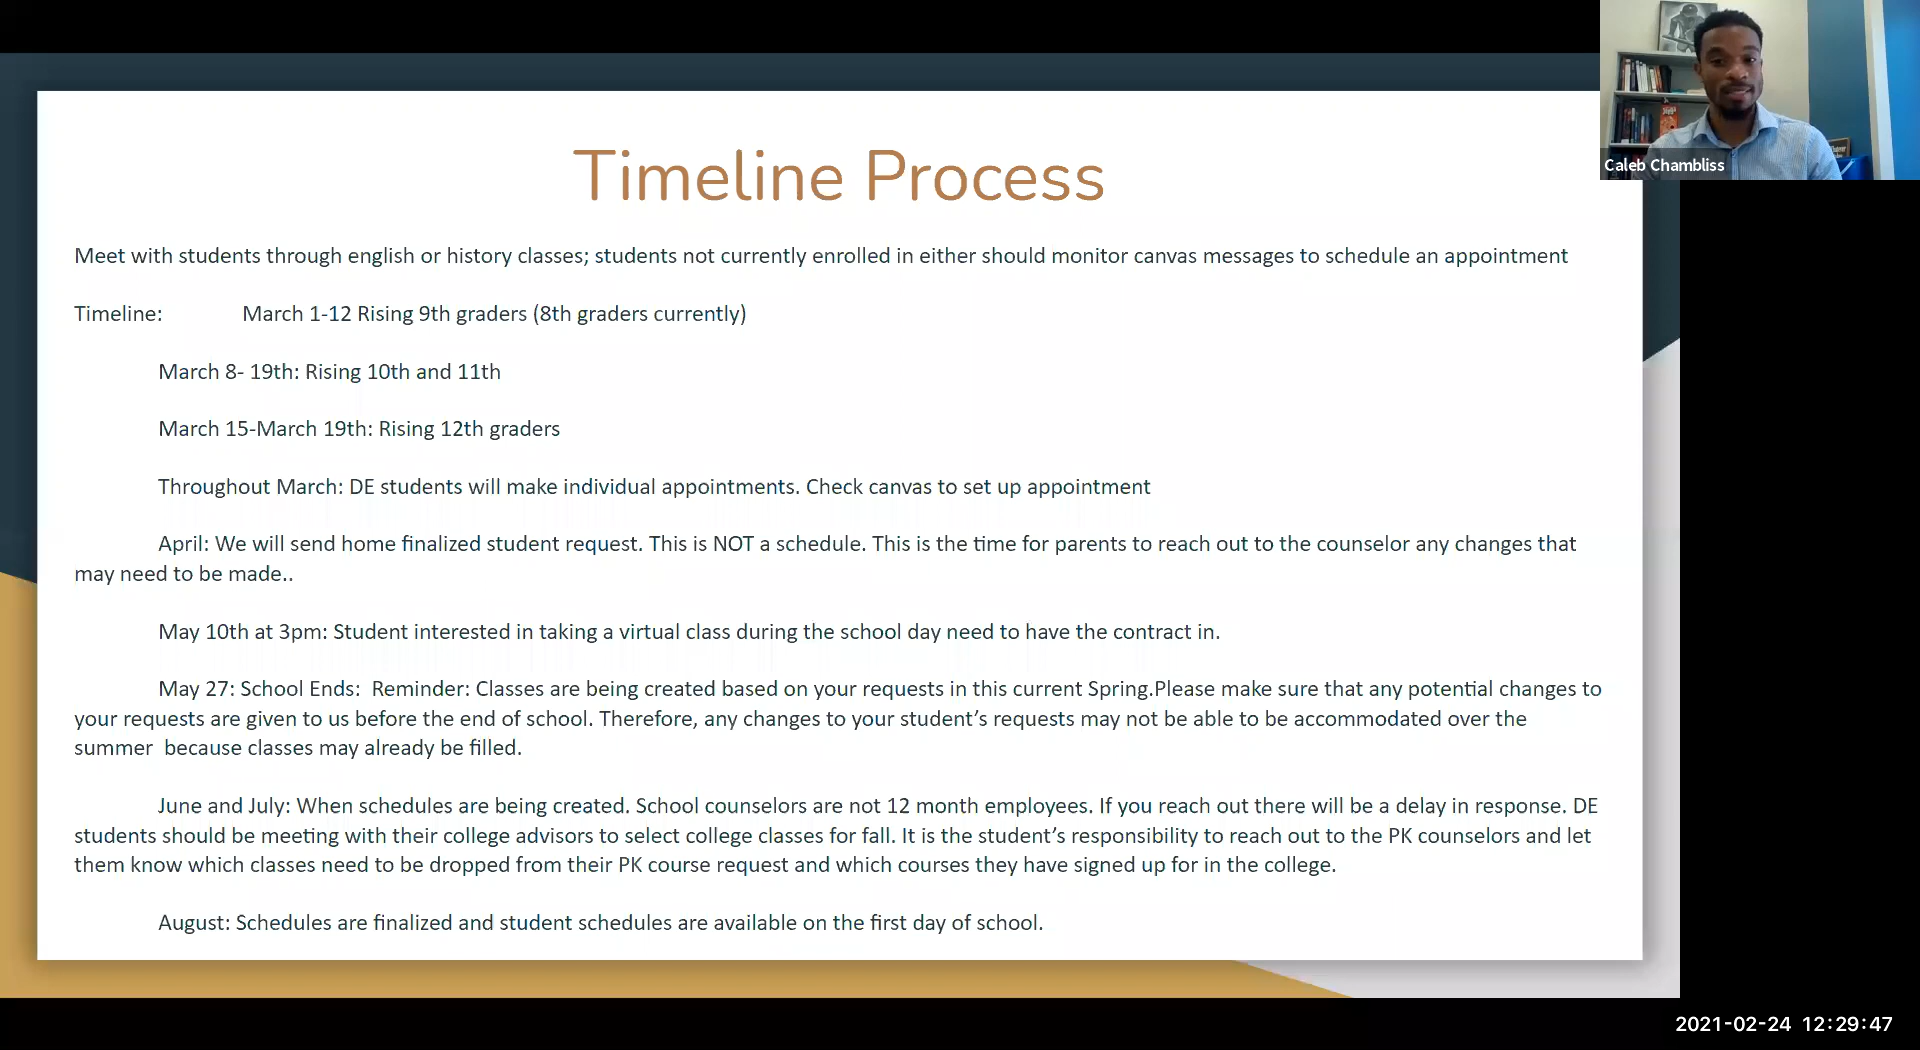 Timeline Process
Caleb Chambliss
Meet with students through english or history classes; students not currently enrolled in either should monitor canvas messages to schedule an appointment
Timeline: March 1-12 Rising 9th graders (8th graders currently)
March 8- 19th: Rising 10th and 11th
March 15-March 19th: Rising 12th graders
Throughout March: DE students will make individual appointments. Check canvas to set up appointment
April: We will send home finalized student request. This is NOT a schedule. This is the time for parents to reach out to the counselor any changes that
may need to be made..
May 10th at 3pm: Student interested in taking a virtual class during the school day need to have the contract in.
May 27: School Ends:  Reminder: Classes are being created based on your requests in this current Spring.Please make sure that any potential changes to
your requests are given to us before the end of school. Therefore, any changes to your student’s requests may not be able to be accommodated over the
summer  because classes may already be filled.
June and July: When schedules are being created. School counselors are not 12 month employees. If you reach out there will be a delay in response. DE
students should be meeting with their college advisors to select college classes for fall. It is the student’s responsibility to reach out to the PK counselors and let
them know which classes need to be dropped from their PK course request and which courses they have signed up for in the college.
August: Schedules are finalized and student schedules are available on the first day of school.
2021-02-24 12:29:47